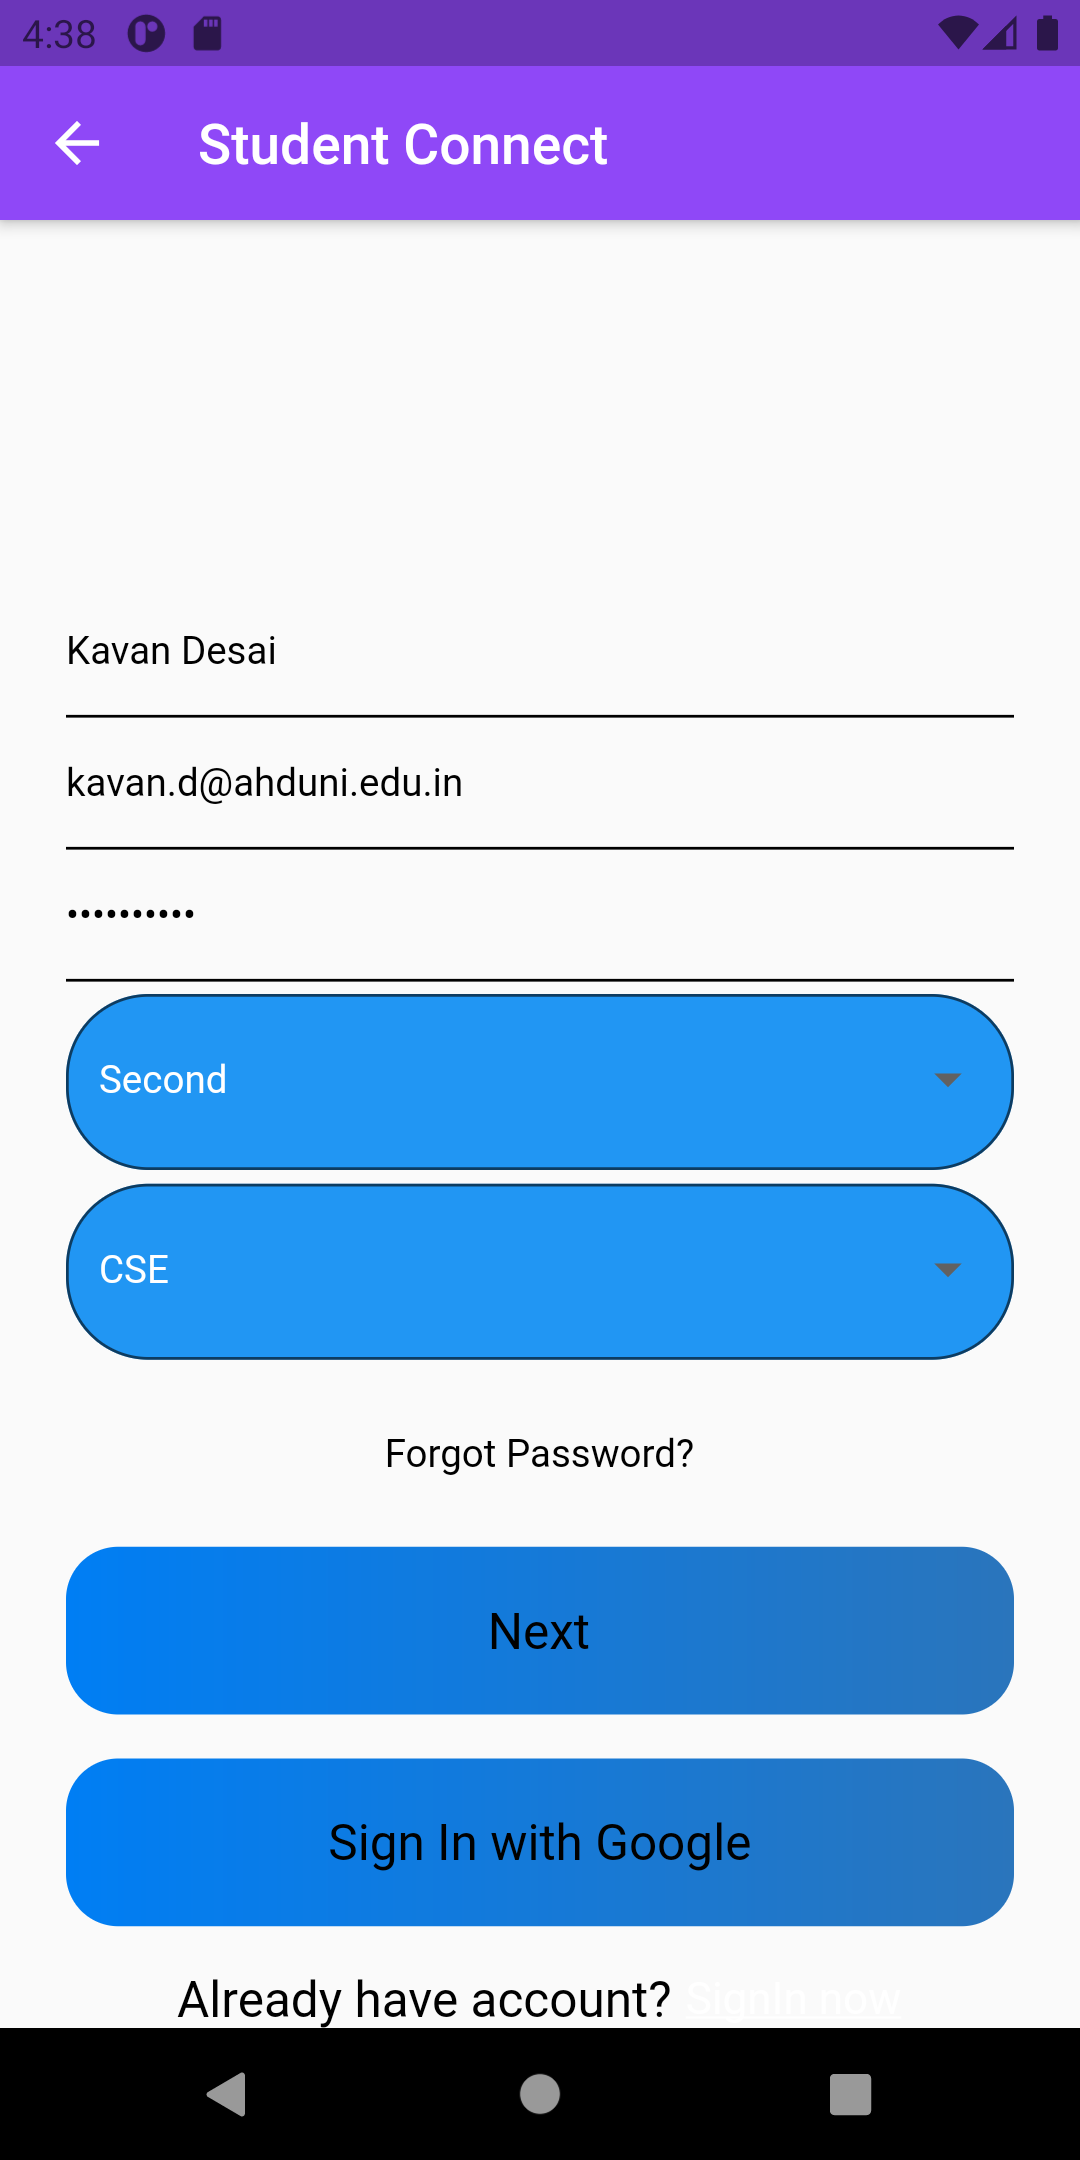 4:38
Student Connect
Kavan Desai
kavan.d@ahduni.edu.in
••••••••••
Second
CSE
Forgot Password?
Next
Sign In with Google
Already have account? SignIn now